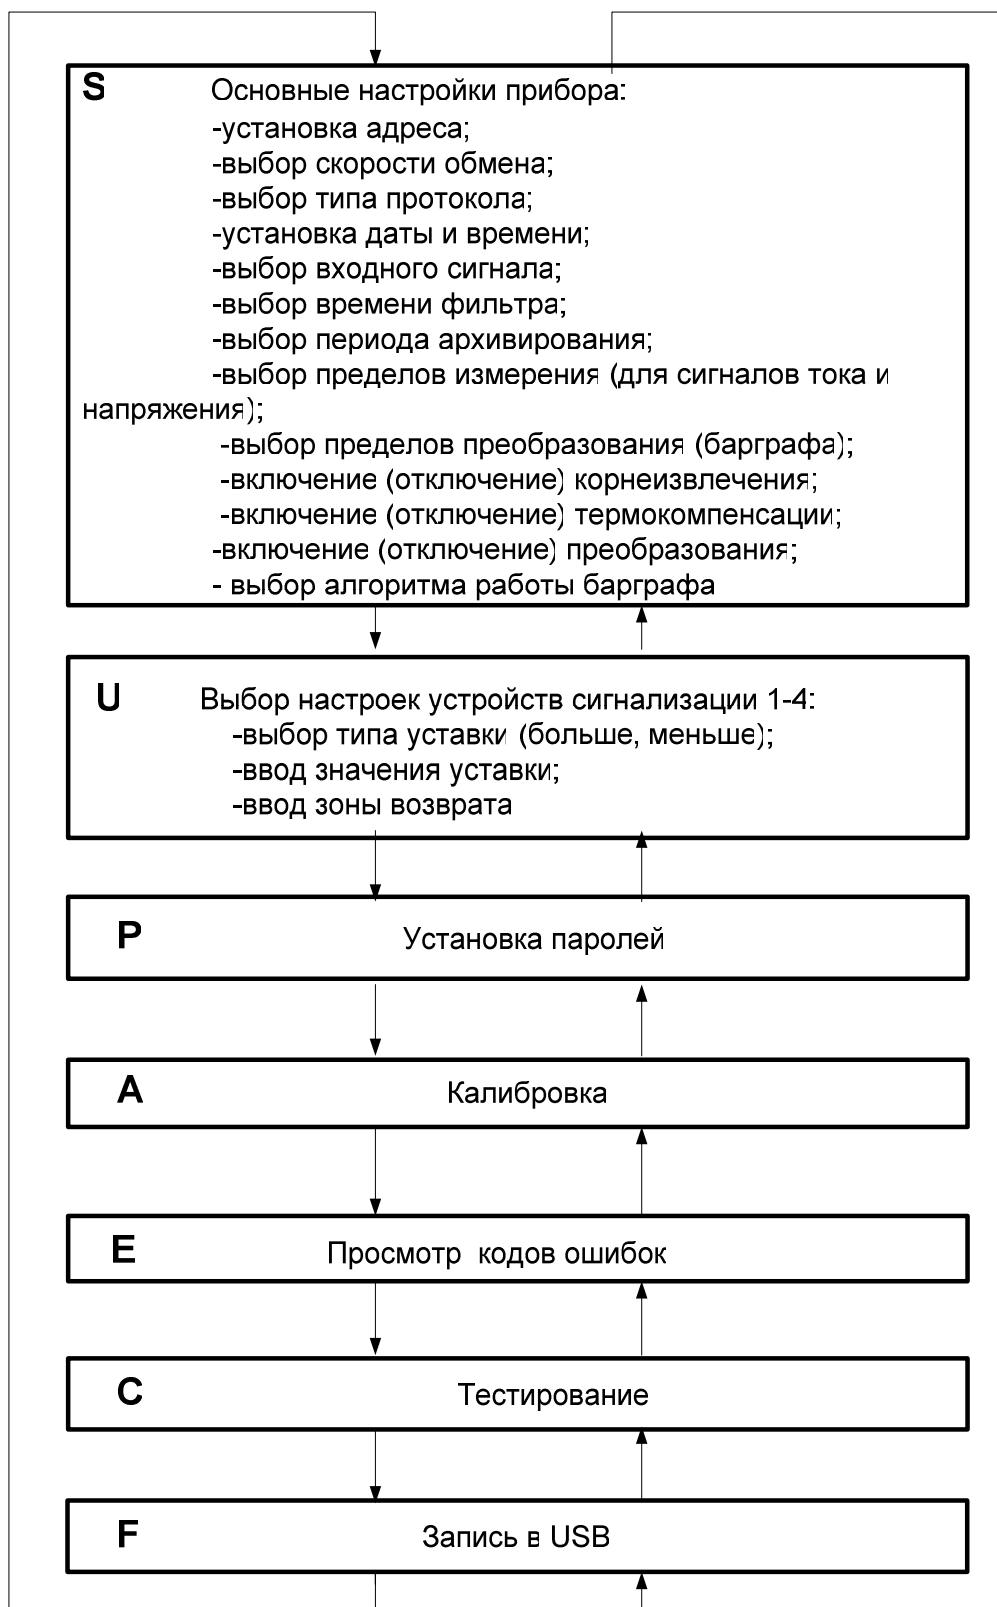 S Основные настройки прибора:
-установка адреса;
-выбор скорости обмена;
-выбор типа протокола;
-установка даты и времени;
-выбор входного сигнала;
-выбор времени фильтра;
-выбор периода архивирования;
-выбор пределов измерения (для сигналов тока и
напряжения);
-выбор пределов преобразования (барграфа);
-включение (отключение) корнеизвлечения;
-включение (отключение) термокомпенсации;
-включение (отключение) преобразования;
- выбор алгоритма работы барграфа
U Выбор настроек устройств сигнализации 1-4:
-выбор типа уставки (больше, меньше);
-ввод значения уставки;
-ввод зоны возврата
P Установка паролей
A Калибровка
E Просмотр кодов ошибок
C Тестирование
F Запись в USB